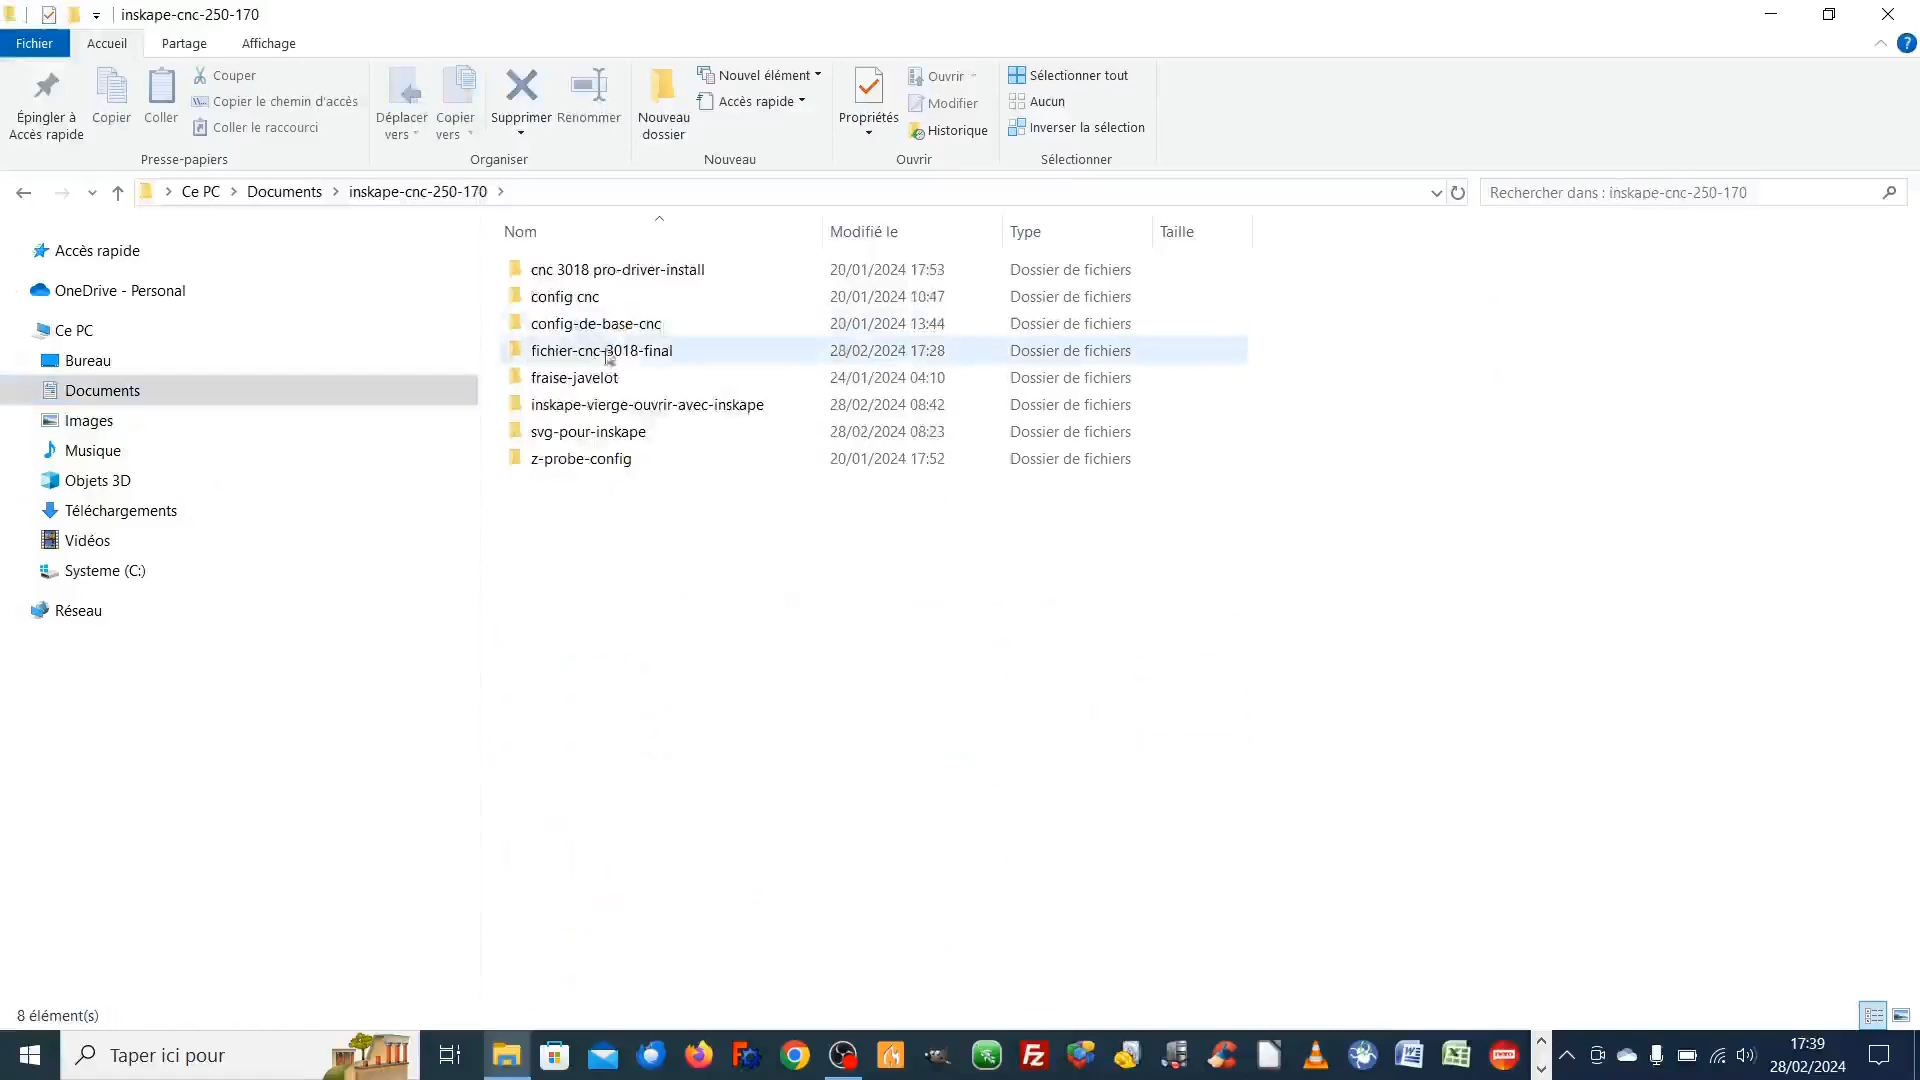 inskape-cnc-250-170
Fichier Accueil Partage Affichage
?
Épingler à
Accès rapide
Copier
Coller
Couper
Copier le chemin d'accès
Coller le raccourci
Presse-papiers
Déplacer
vers
Copier
vers
Supprimer
Renommer
Organiser
Nouveau
dossier
Nouvel élément
Accès rapide
Nouveau
Propriétés
Ouvrir
Modifier
Historique
Ouvrir
Sélectionner tout
Aucun
Inverser la sélection
Sélectionner
Ce PC Documents inskape-cnc-250-170
Rechercher dans : inskape-cnc-250-170
Accès rapide
OneDrive - Personal
Ce PC
Bureau
Documents
Images
Musique
Objets 3D
Téléchargements
Vidéos
Systeme (C:)
Réseau
Nom Modifié le Type Taille
cnc 3018 pro-driver-install 20/01/2024 17:53 Dossier de fichiers
config cnc 20/01/2024 10:47 Dossier de fichiers
config-de-base-cnc 20/01/2024 13:44 Dossier de fichiers
fichier-cnc-3018-final 28/02/2024 17:28 Dossier de fichiers
fraise-javelot 24/01/2024 04:10 Dossier de fichiers
inskape-vierge-ouvrir-avec-inskape 28/02/2024 08:42 Dossier de fichiers
svg-pour-inskape 28/02/2024 08:23 Dossier de fichiers
z-probe-config 20/01/2024 17:52 Dossier de fichiers
8 élément(s)
Taper ici pour
Fz
nero
17:39
28/02/2024